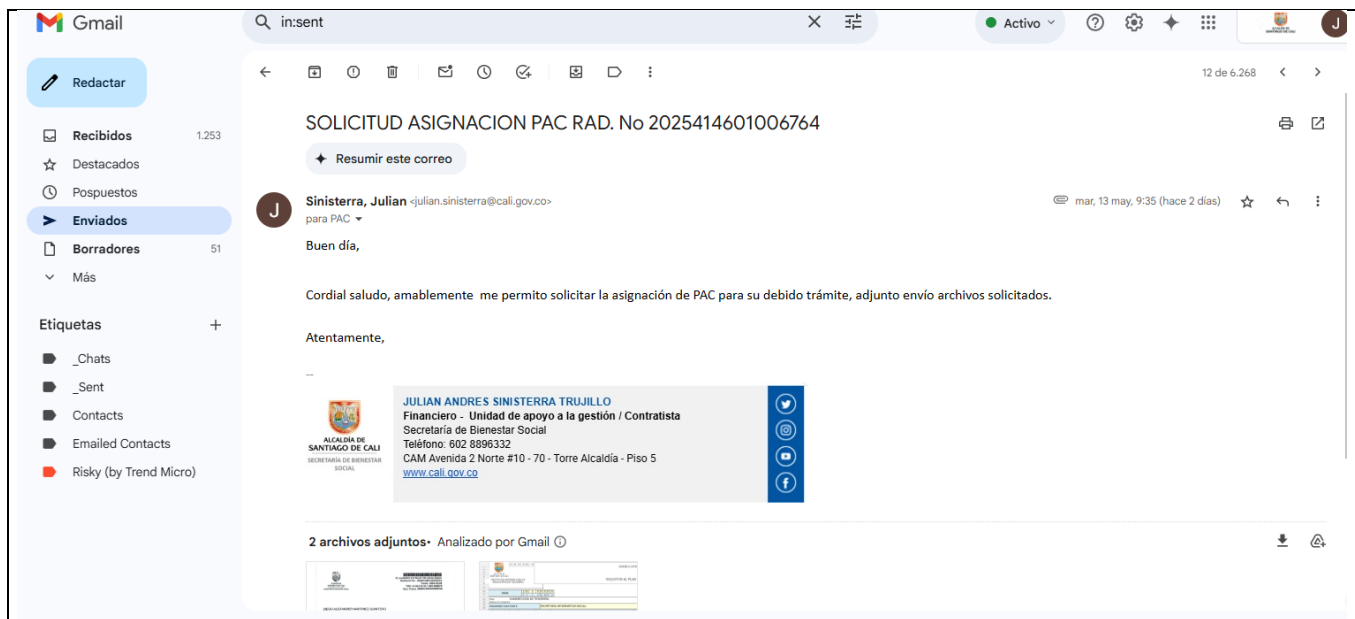 Gmail
in:sent
Activo
J
Redactar
12 de 6.268
Recibidos 1.253
Destacados
Pospuestos
Enviados
Borradores 51
Más
Etiquetas
_Chats
_Sent
Contacts
Emailed Contacts
Risky (by Trend Micro)
SOLICITUD ASIGNACION PAC RAD. No 2025414601006764
Resumir este correo
J
Sinisterra, Julian <julian.sinisterra@cali.gov.co>
mar, 13 may, 9:35 (hace 2 días)
para PAC
Buen día,
Cordial saludo, amablemente me permito solicitar la asignación de PAC para su debido trámite, adjunto envío archivos solicitados.
Atentamente,
--
ALCALDÍA DE
SANTIAGO DE CALI
SECRETARÍA DE BIENESTAR
SOCIAL
JULIAN ANDRES SINISTERRA TRUJILLO
Financiero - Unidad de apoyo a la gestión / Contratista
Secretaría de Bienestar Social
Teléfono: 602 8896332
CAM Avenida 2 Norte #10 - 70 - Torre Alcaldía - Piso 5
www.cali.gov.co
2 archivos adjuntos• Analizado por Gmail